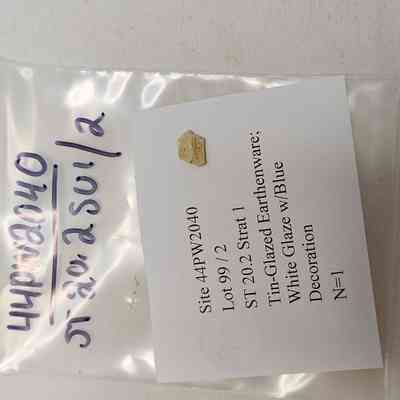 44PW2040
ST 20.2 S01/2
Site 44PW2040
Lot 99 / 2
ST 20.2 Strat 1
Tin-Glazed Earthenware;
White Glaze w/Blue
Decoration
N=1